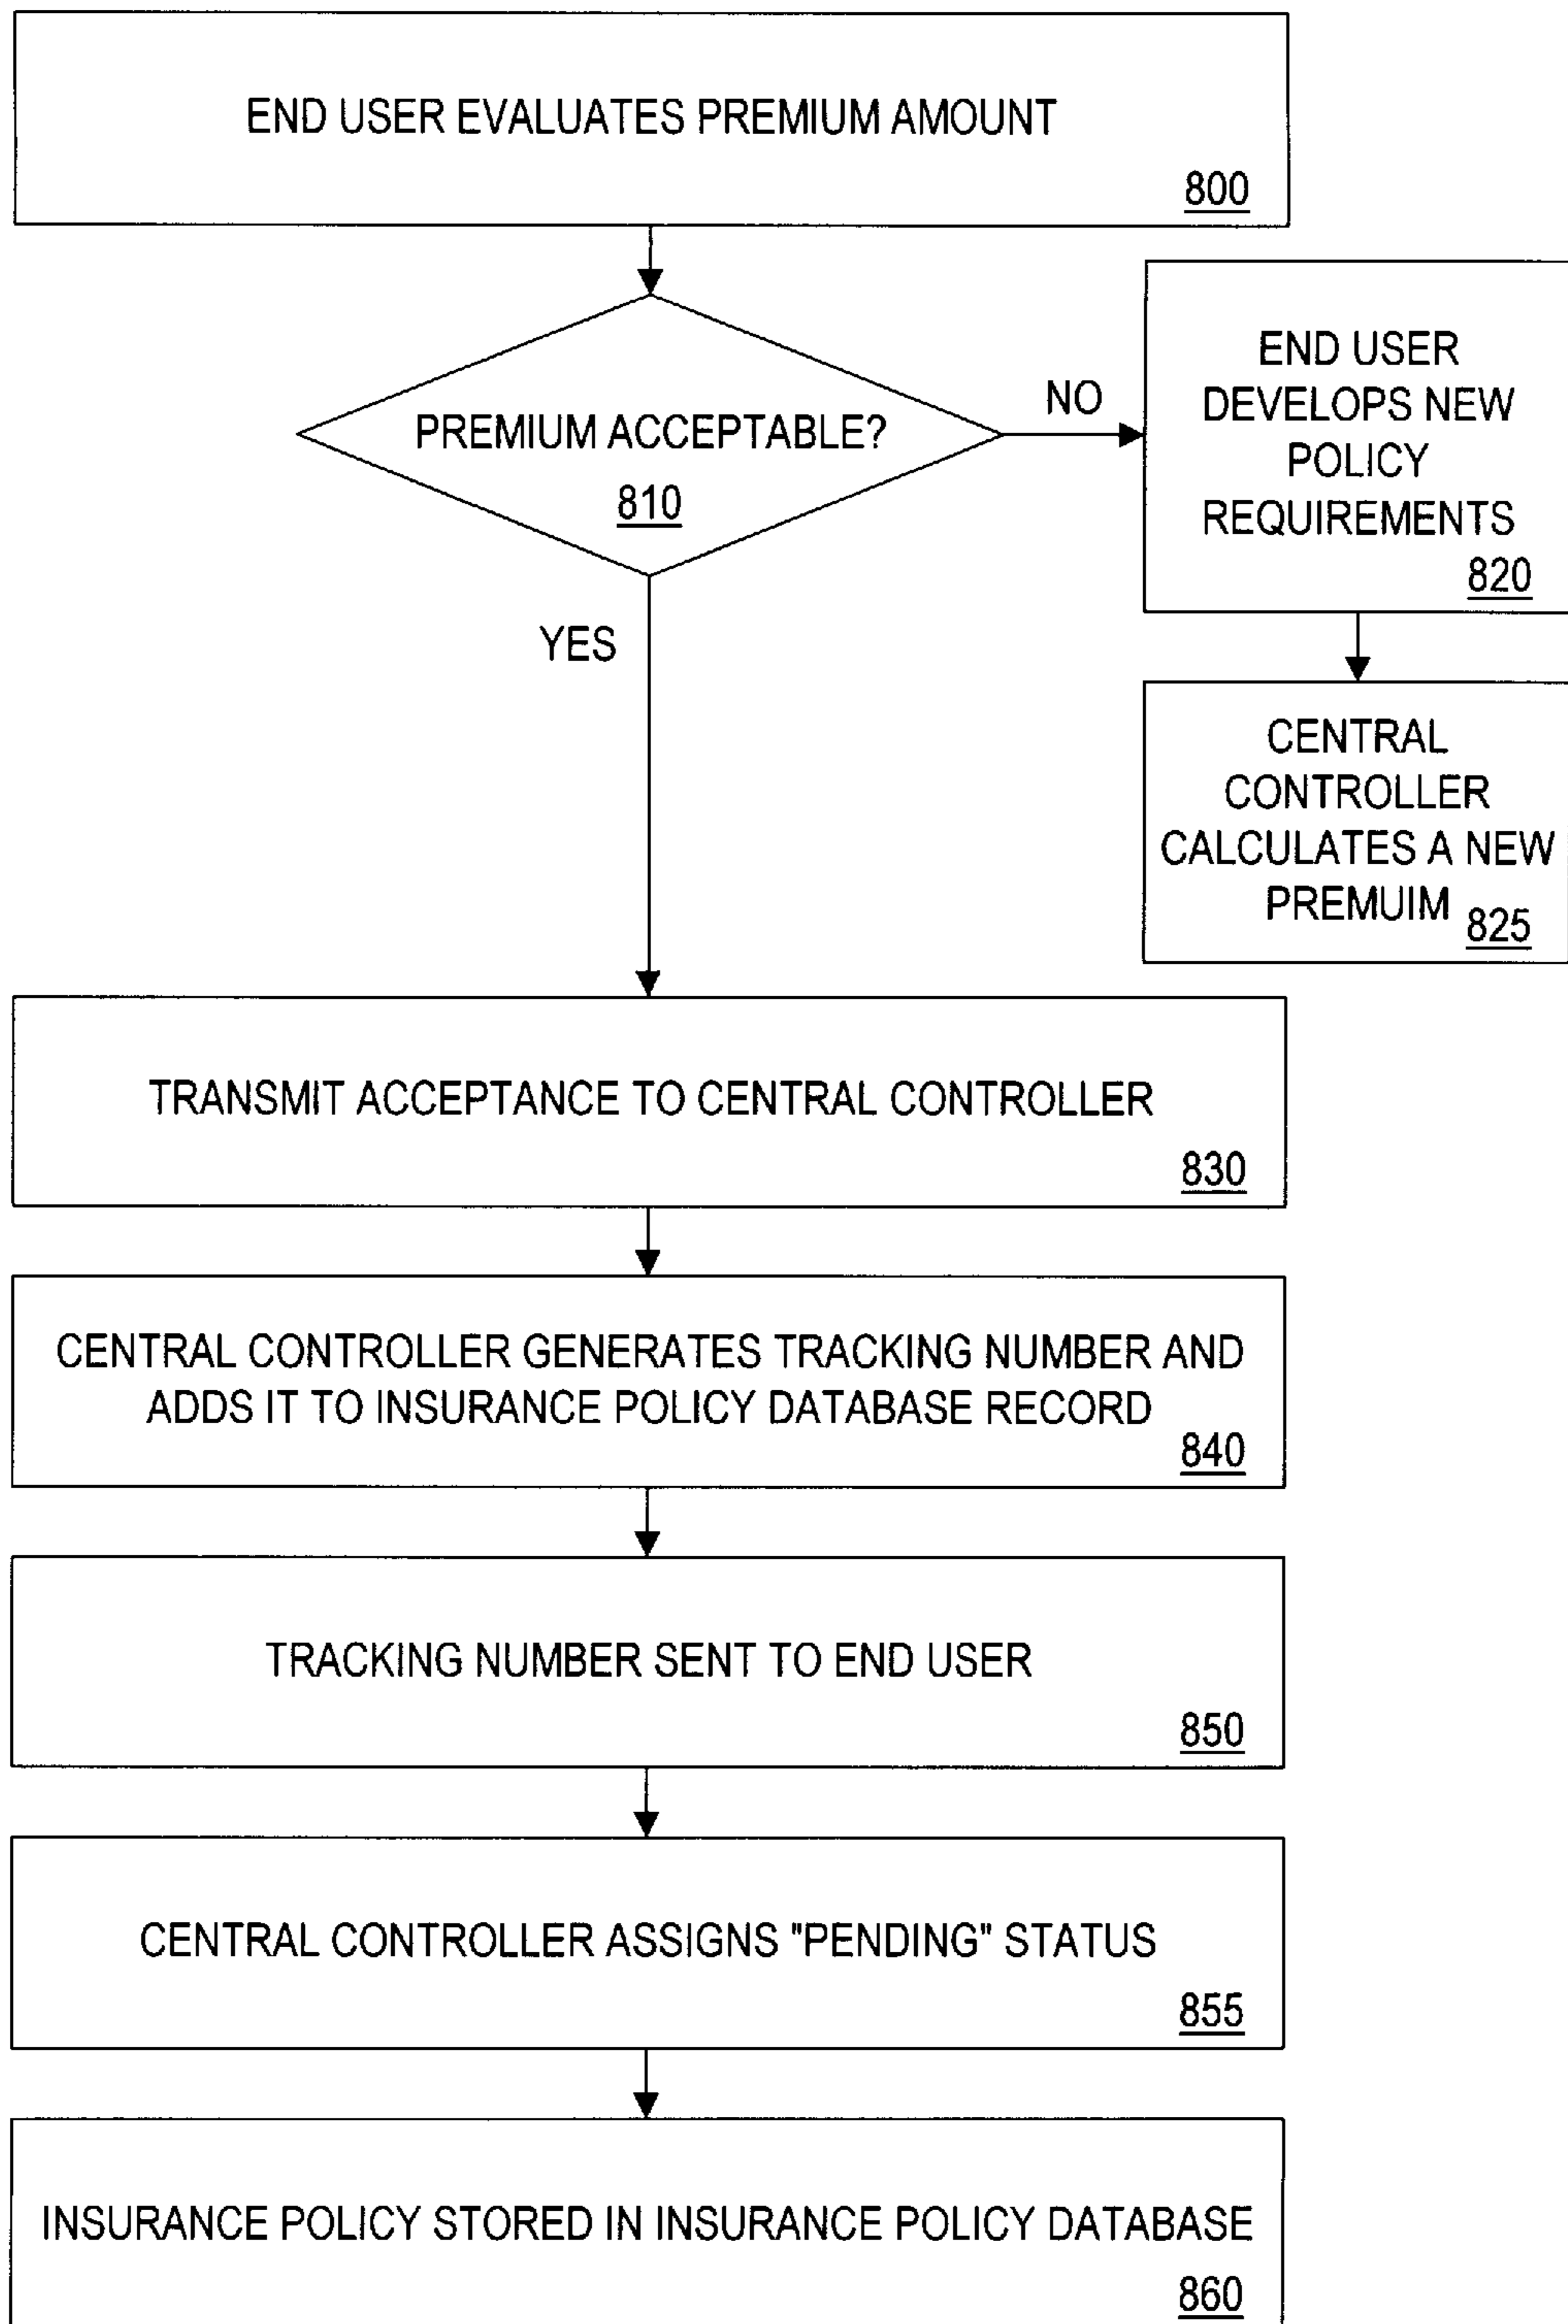 END USER EVALUATES PREMIUM AMOUNT
800
PREMIUM ACCEPTABLE?
810
NO
END USER
DEVELOPS NEW
POLICY
REQUIREMENTS
820
YES
CENTRAL
CONTROLLER
CALCULATES A NEW
PREMUIM
825
TRANSMIT ACCEPTANCE TO CENTRAL CONTROLLER
830
CENTRAL CONTROLLER GENERATES TRACKING NUMBER AND
ADDS IT TO INSURANCE POLICY DATABASE RECORD
840
TRACKING NUMBER SENT TO END USER
850
CENTRAL CONTROLLER ASSIGNS "PENDING" STATUS
855
INSURANCE POLICY STORED IN INSURANCE POLICY DATABASE
860